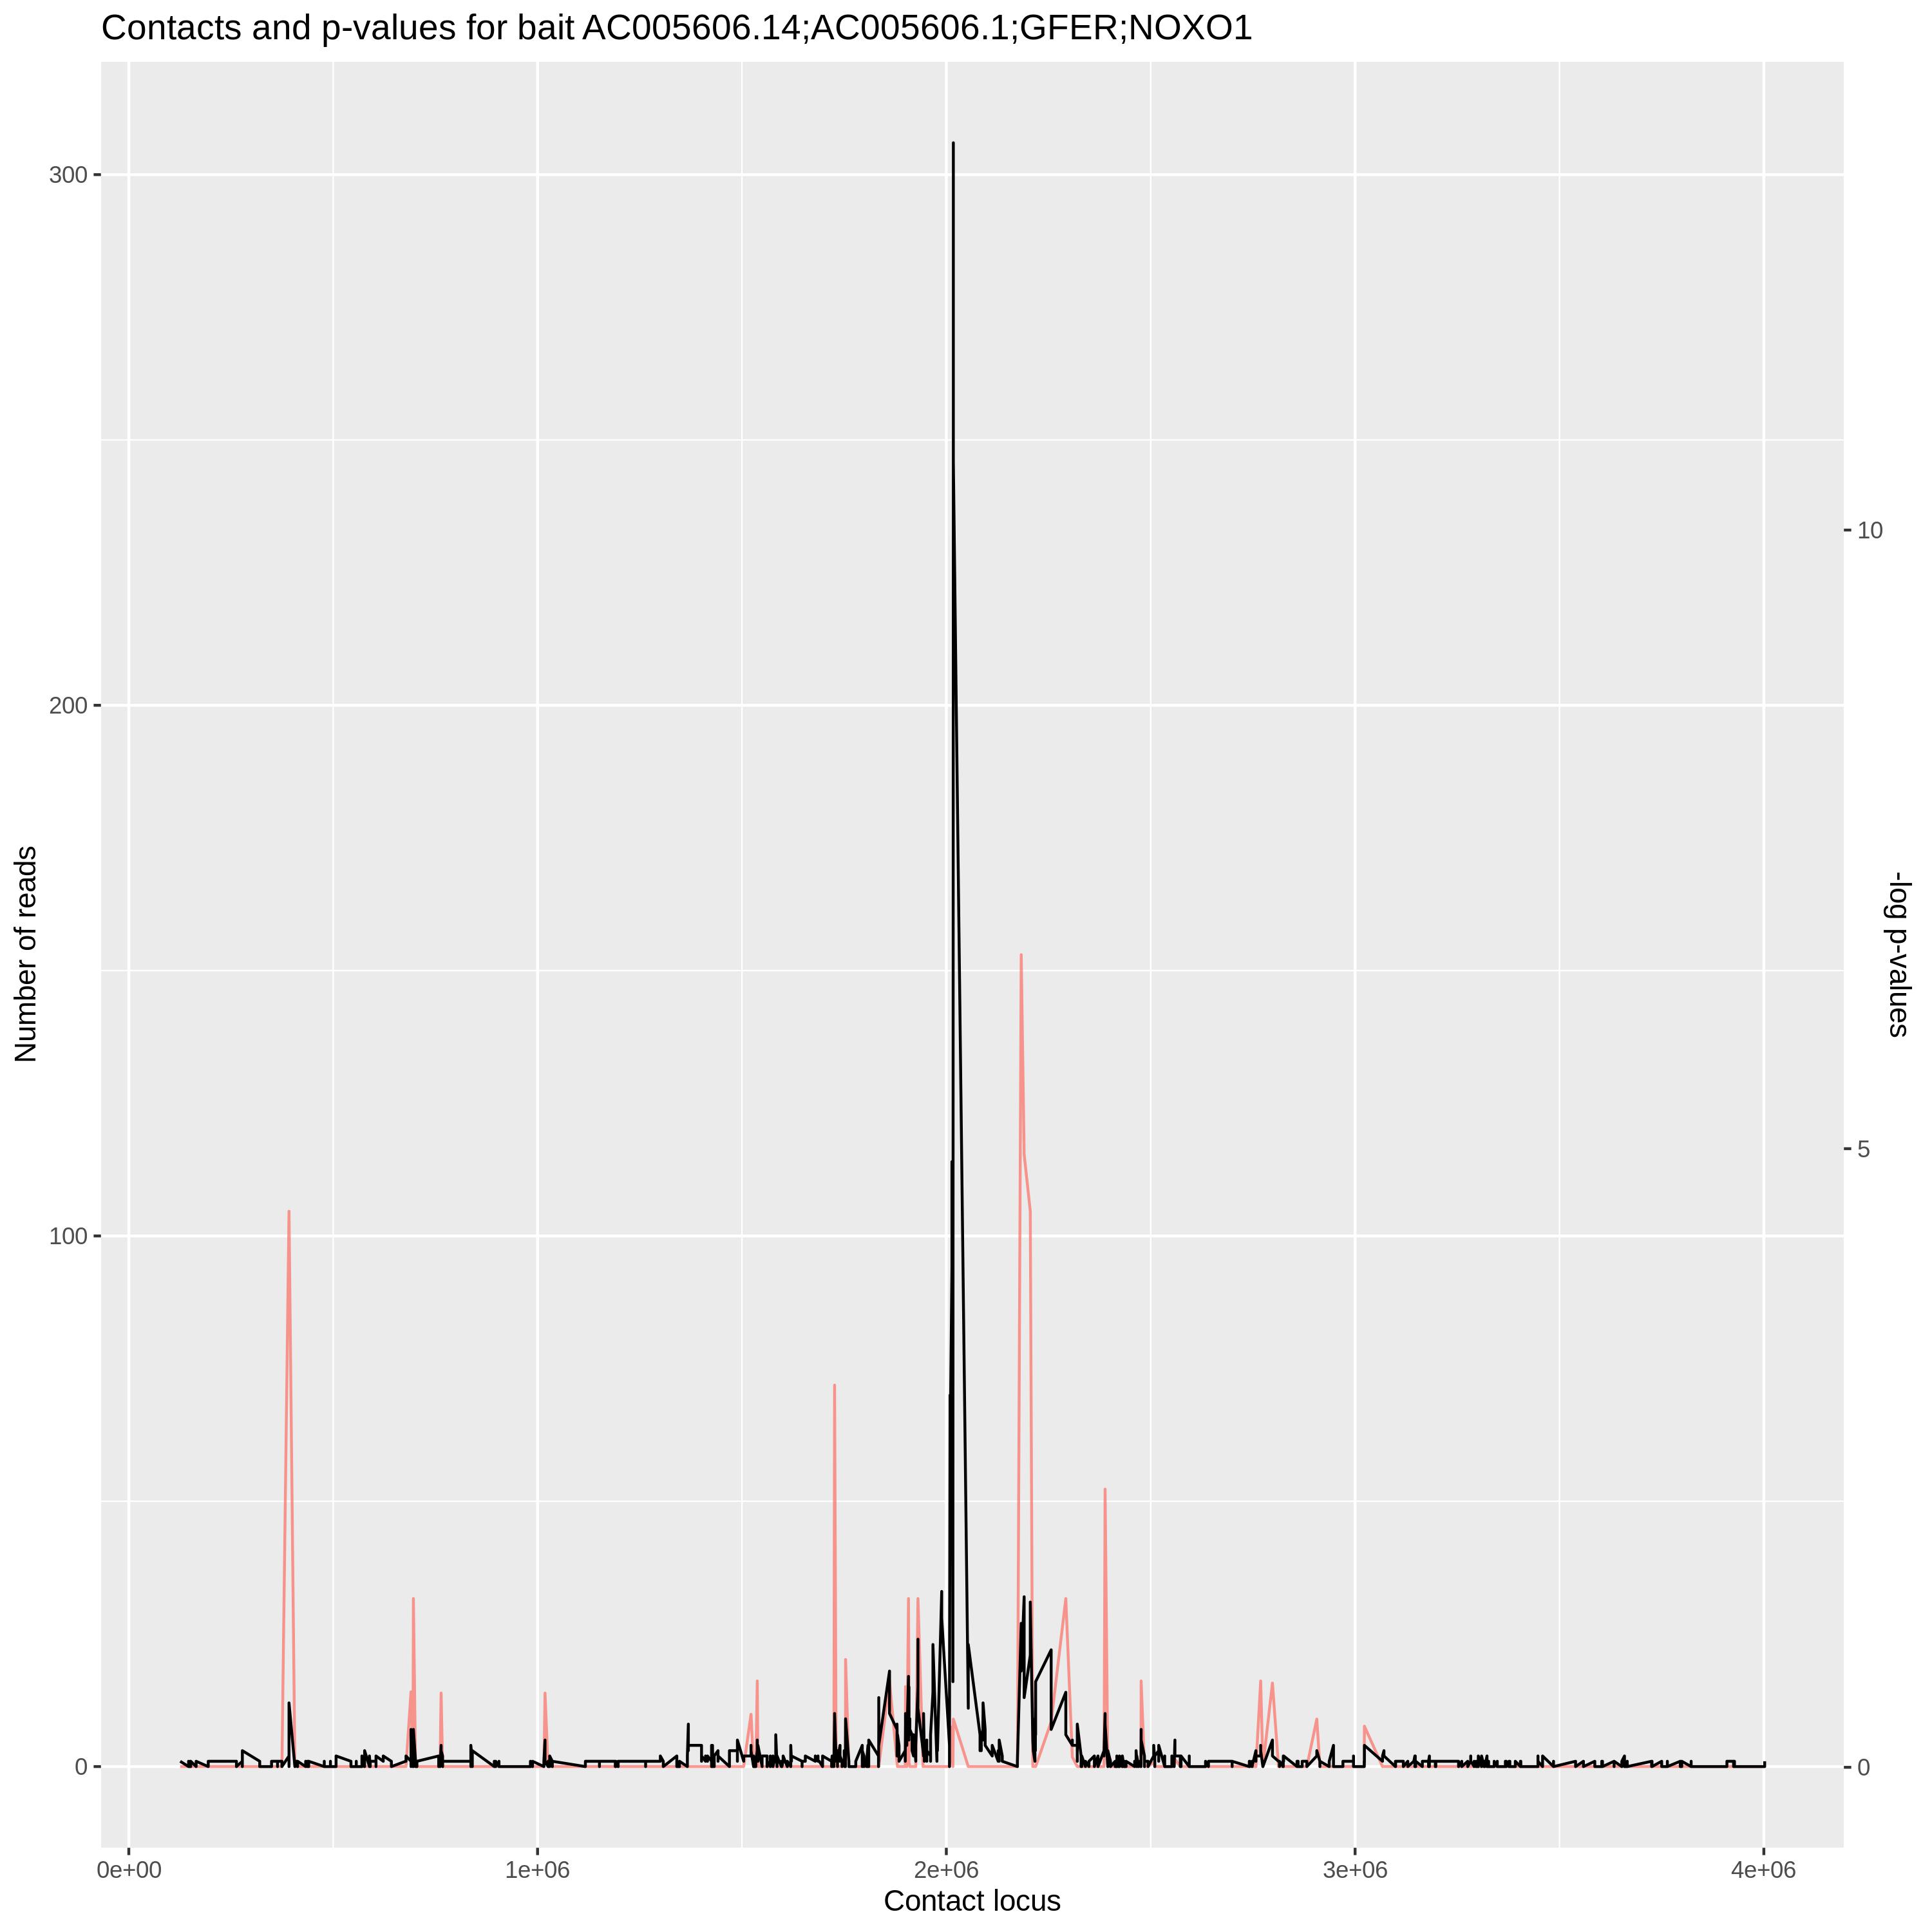 Contacts and p-values for bait AC005606.14;AC005606.1;GFER;NOXO1
300
200
100
0
Number of reads
10
5
0
-log p-values
0e+00
1e+06
2e+06
3e+06
4e+06
Contact locus